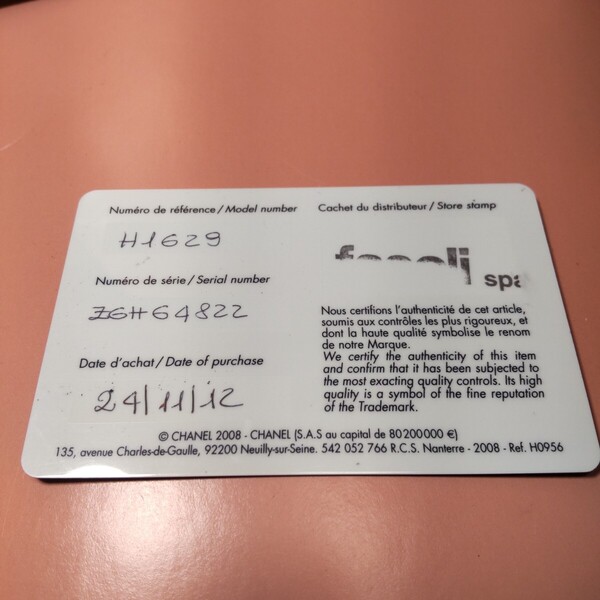 Numéro de référence / Model number
H1629
Numéro de série / Serial number
ZGH64822
Date d'achat / Date of purchase
24/11/12
Cachet du distributeur / Store stamp
spa
Nous certifions l'authenticité de cet article,
soumis aux contrôles les plus rigoureux, et
dont la haute qualité symbolise le renom
de notre Marque.
We certify the authenticity of this item
and confirm that it has been subjected to
the most exacting quality controls. Its high
quality is a symbol of the fine reputation
of the Trademark.
© CHANEL 2008 - CHANEL (S.A.S au capital de 80 200 000 €)
135, avenue Charles-de-Gaulle, 92200 Neuilly-sur-Seine. 542 052 766 R.C.S. Nanterre - 2008 - Ref. H0956